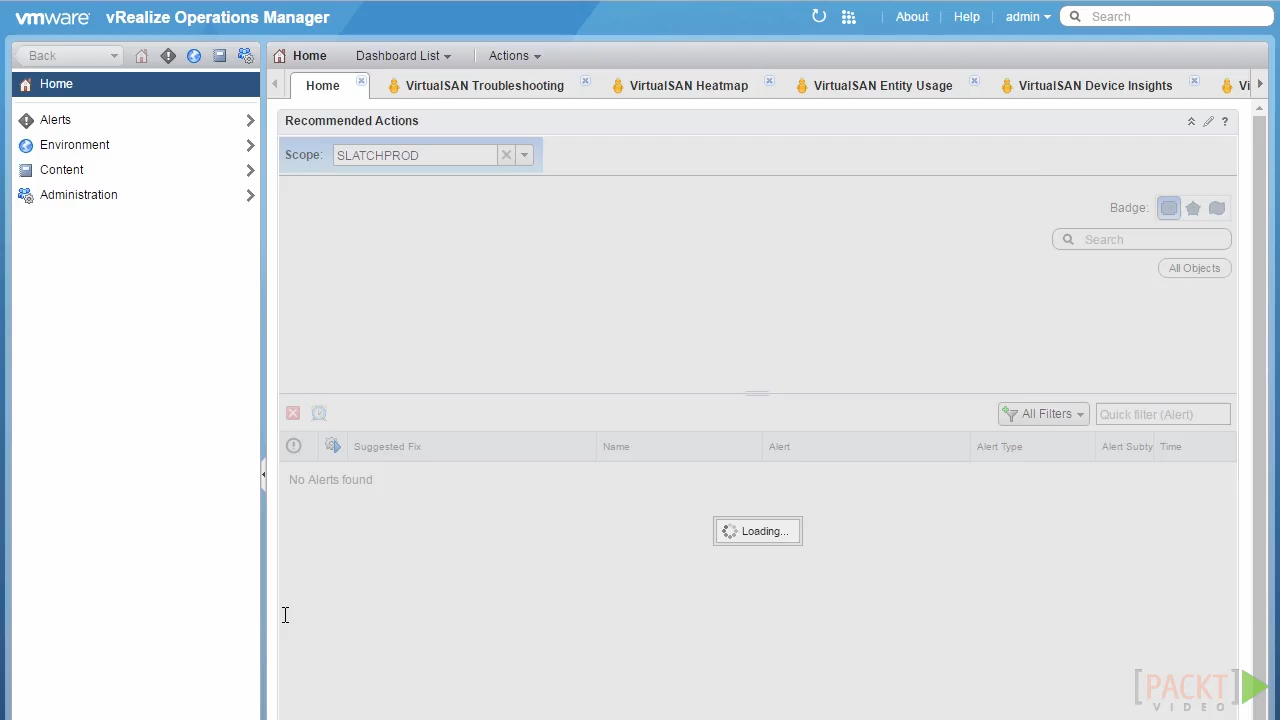 vmware vRealize Operations Manager
About Help admin Search
Back
Home Dashboard List Actions
Home
Home VirtualSAN Troubleshooting VirtualSAN Heatmap VirtualSAN Entity Usage VirtualSAN Device Insights Vi
Alerts
Environment
Content
Administration
Recommended Actions ?
Scope: SLATCHPROD
Badge:
Search
All Objects
All Filters Quick filter (Alert)
Suggested Fix Name Alert Alert Type Alert Subty Time
No Alerts found
Loading...
[PACKT]
VIDEO